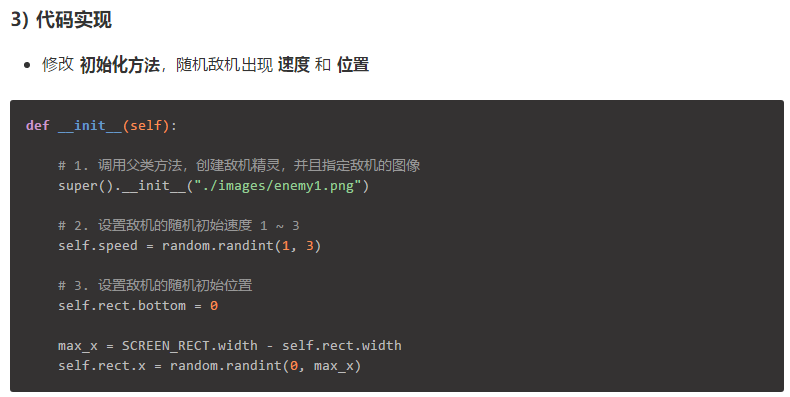 3) 代码实现
修改 初始化方法，随机敌机出现 速度 和 位置
def __init__(self):
# 1. 调用父类方法，创建敌机精灵，并且指定敌机的图像
super().__init__("./images/enemy1.png")
# 2. 设置敌机的随机初始速度 1 ~ 3
self.speed = random.randint(1, 3)
# 3. 设置敌机的随机初始位置
self.rect.bottom = 0
max_x = SCREEN_RECT.width - self.rect.width
self.rect.x = random.randint(0, max_x)